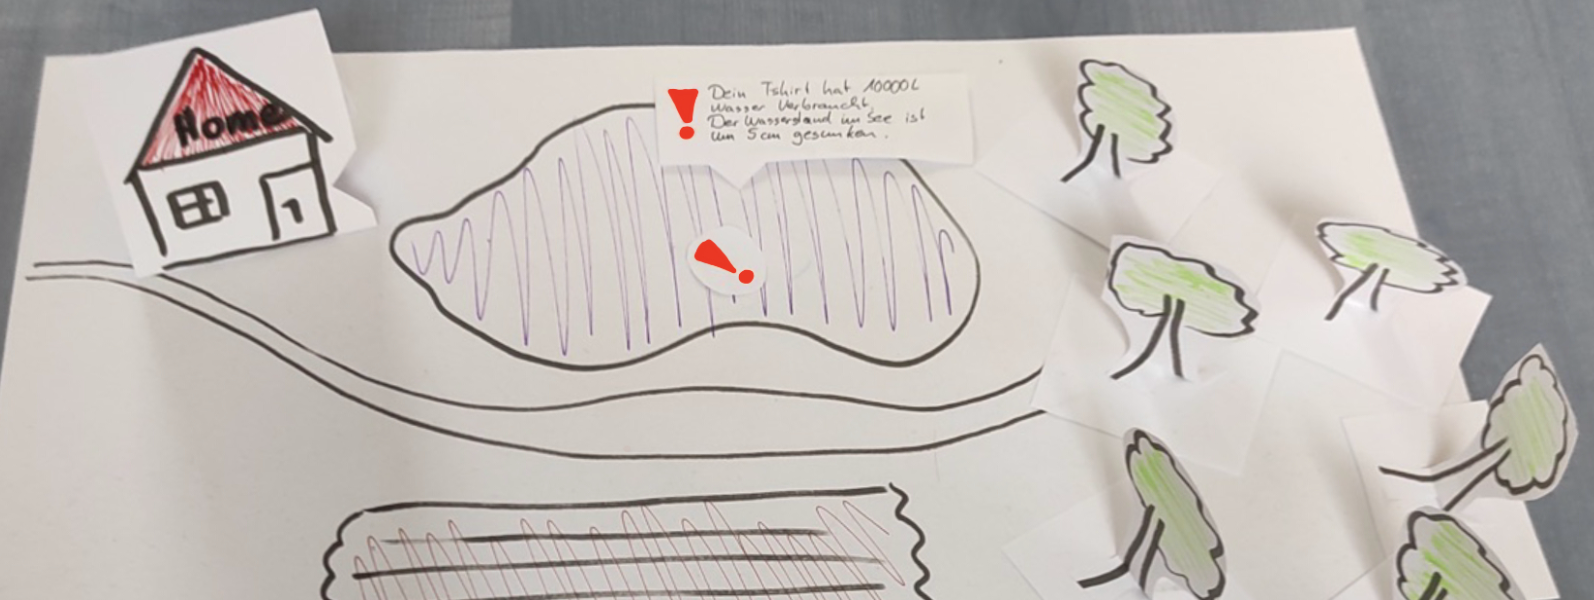 Home
! Dein Tshirt hat 10000L
Wasser Verbraucht.
Der Wasserstand im See ist
um 5cm gesunken.
!
1